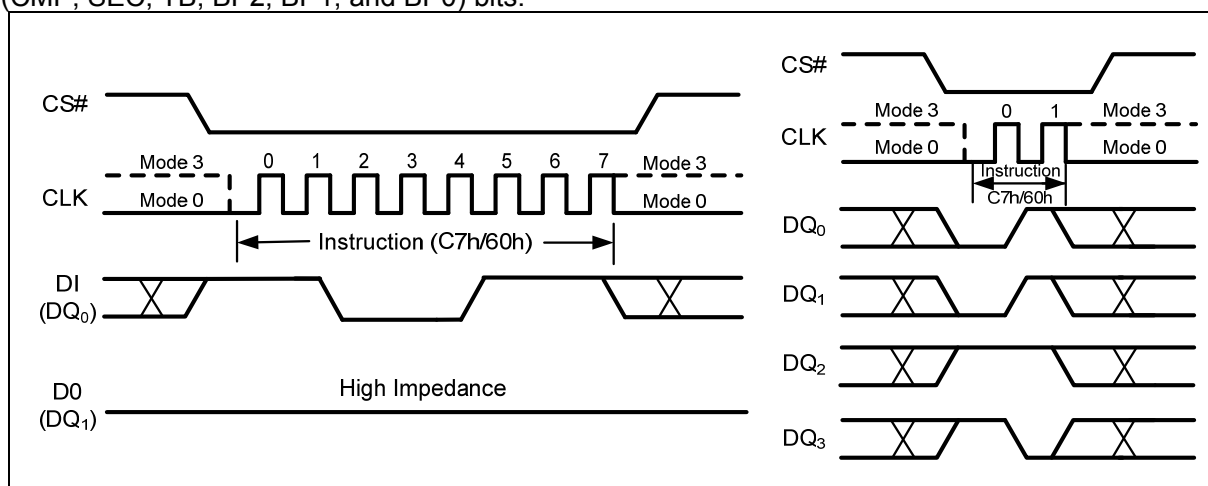 (CMP, SEC, TB, BP2, BP1, and BP0) bits.
CS#
Mode 3 0 1 2 3 4 5 6 7 Mode 3
CLK
Mode 0 Mode 0
Instruction (C7h/60h)
DI
(DQ0)
High Impedance
D0
(DQ1)
CS#
Mode 3 0 1 Mode 3
CLK
Mode 0 Mode 0
Instruction
C7h/60h
DQ0
DQ1
DQ2
DQ3